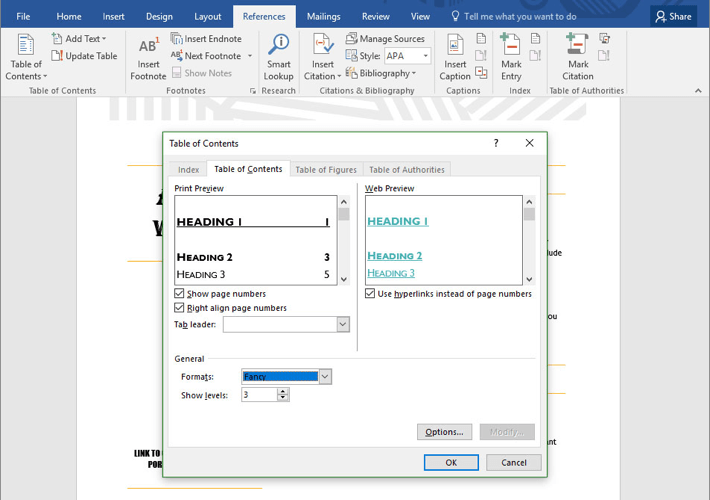 File Home Insert Design Layout References Mailings Review View Tell me what you want to do Share
Table of Contents
Add Text
Update Table
Table of Contents
AB1
Insert Footnote
Insert Endnote
Next Footnote
Show Notes
Footnotes
Smart Lookup
Research
Insert Citation
Manage Sources
Style: APA
Bibliography
Citations & Bibliography
Insert Caption
Captions
Mark Entry
Index
Mark Citation
Table of Authorities
Table of Contents ?
Index Table of Contents Table of Figures Table of Authorities
Print Preview
HEADING 1 1
HEADING 2 3
HEADING 3 5
Show page numbers
Right align page numbers
Tab leader:
Web Preview
HEADING 1
HEADING 2
HEADING 3
Use hyperlinks instead of page numbers
General
Formats: Fancy
Show levels: 3
Options... Modify...
OK Cancel
LINK TO